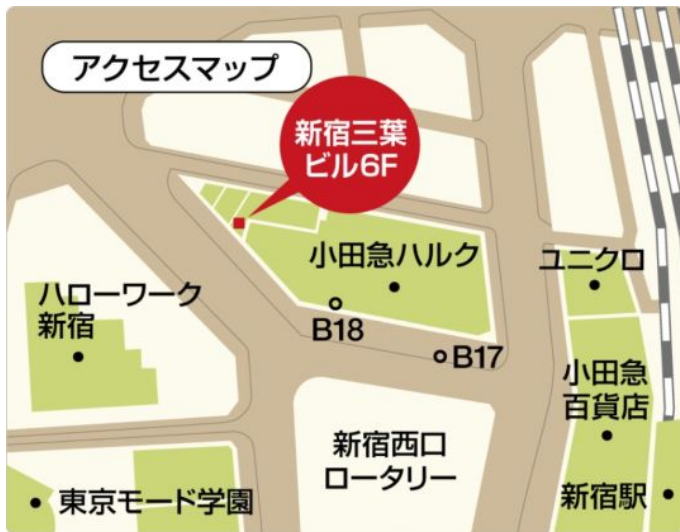 アクセスマップ
新宿三葉
ビル6F
小田急ハルク
ユニクロ
ハローワーク
新宿
B18
B17
小田急
百貨店
新宿西口
ロータリー
東京モード学園
新宿駅